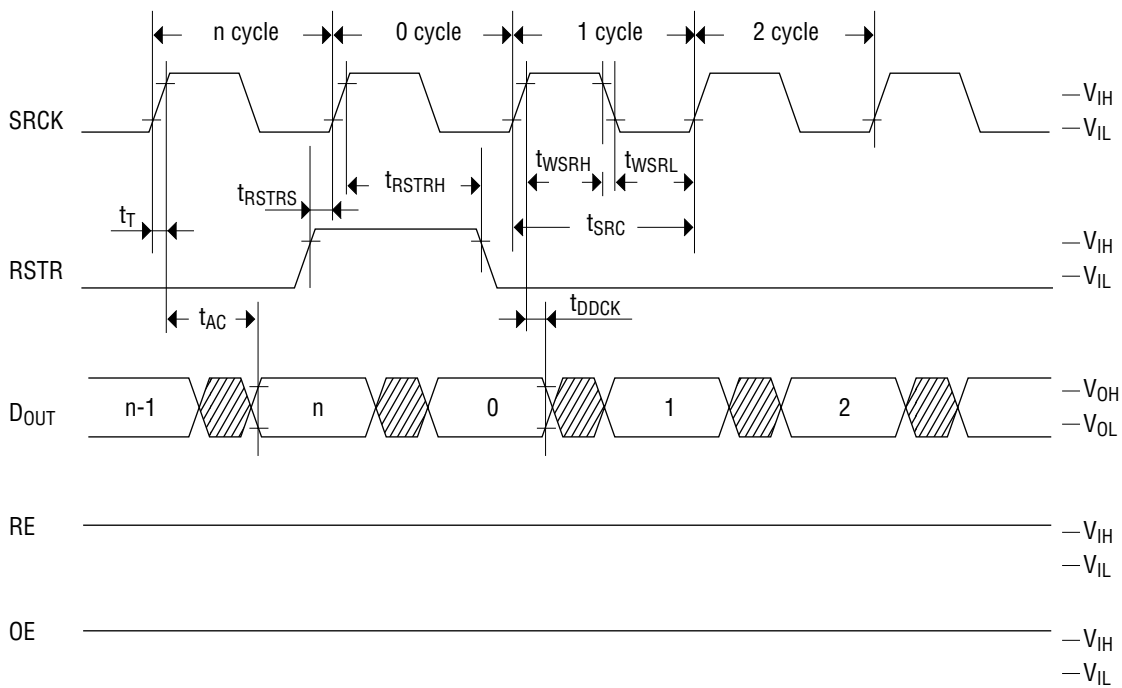 n cycle 0 cycle 1 cycle 2 cycle
SRCK
VIH
VIL
tWSRH tWSRL
tRSTRS tRSTRH
tT tSRC
RSTR
VIH
VIL
tAC tDDCK
DOUT n-1 n 0 1 2
VOH
VOL
RE
VIH
VIL
OE
VIH
VIL